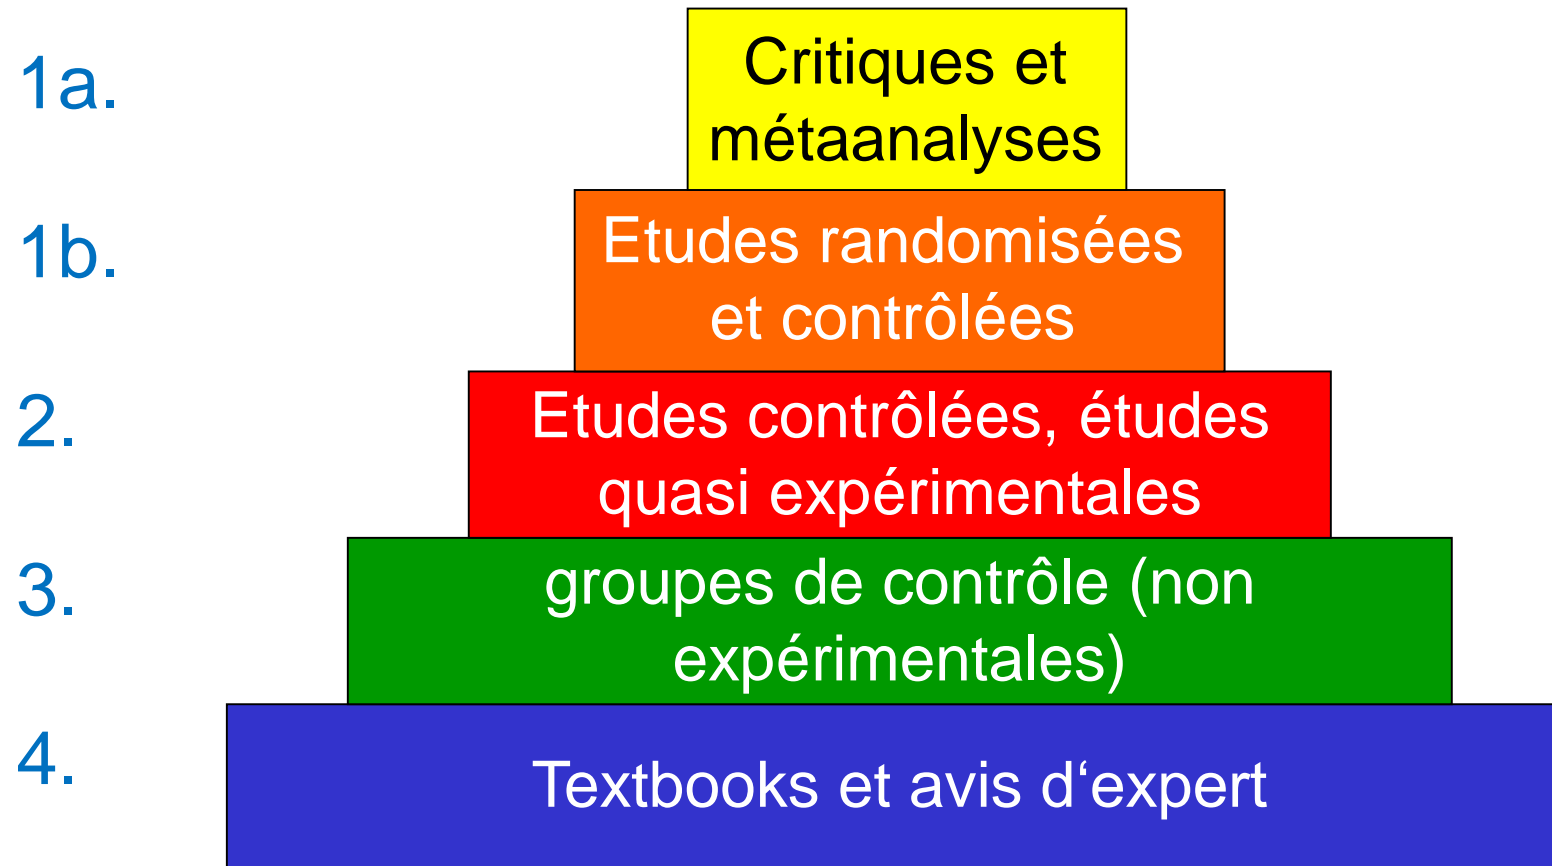 1a.
Critiques et
métaanalyses
1b.
Etudes randomisées
et contrôlées
2.
Etudes contrôlées, études
quasi expérimentales
3.
groupes de contrôle (non
expérimentales)
4.
Textbooks et avis d‘expert